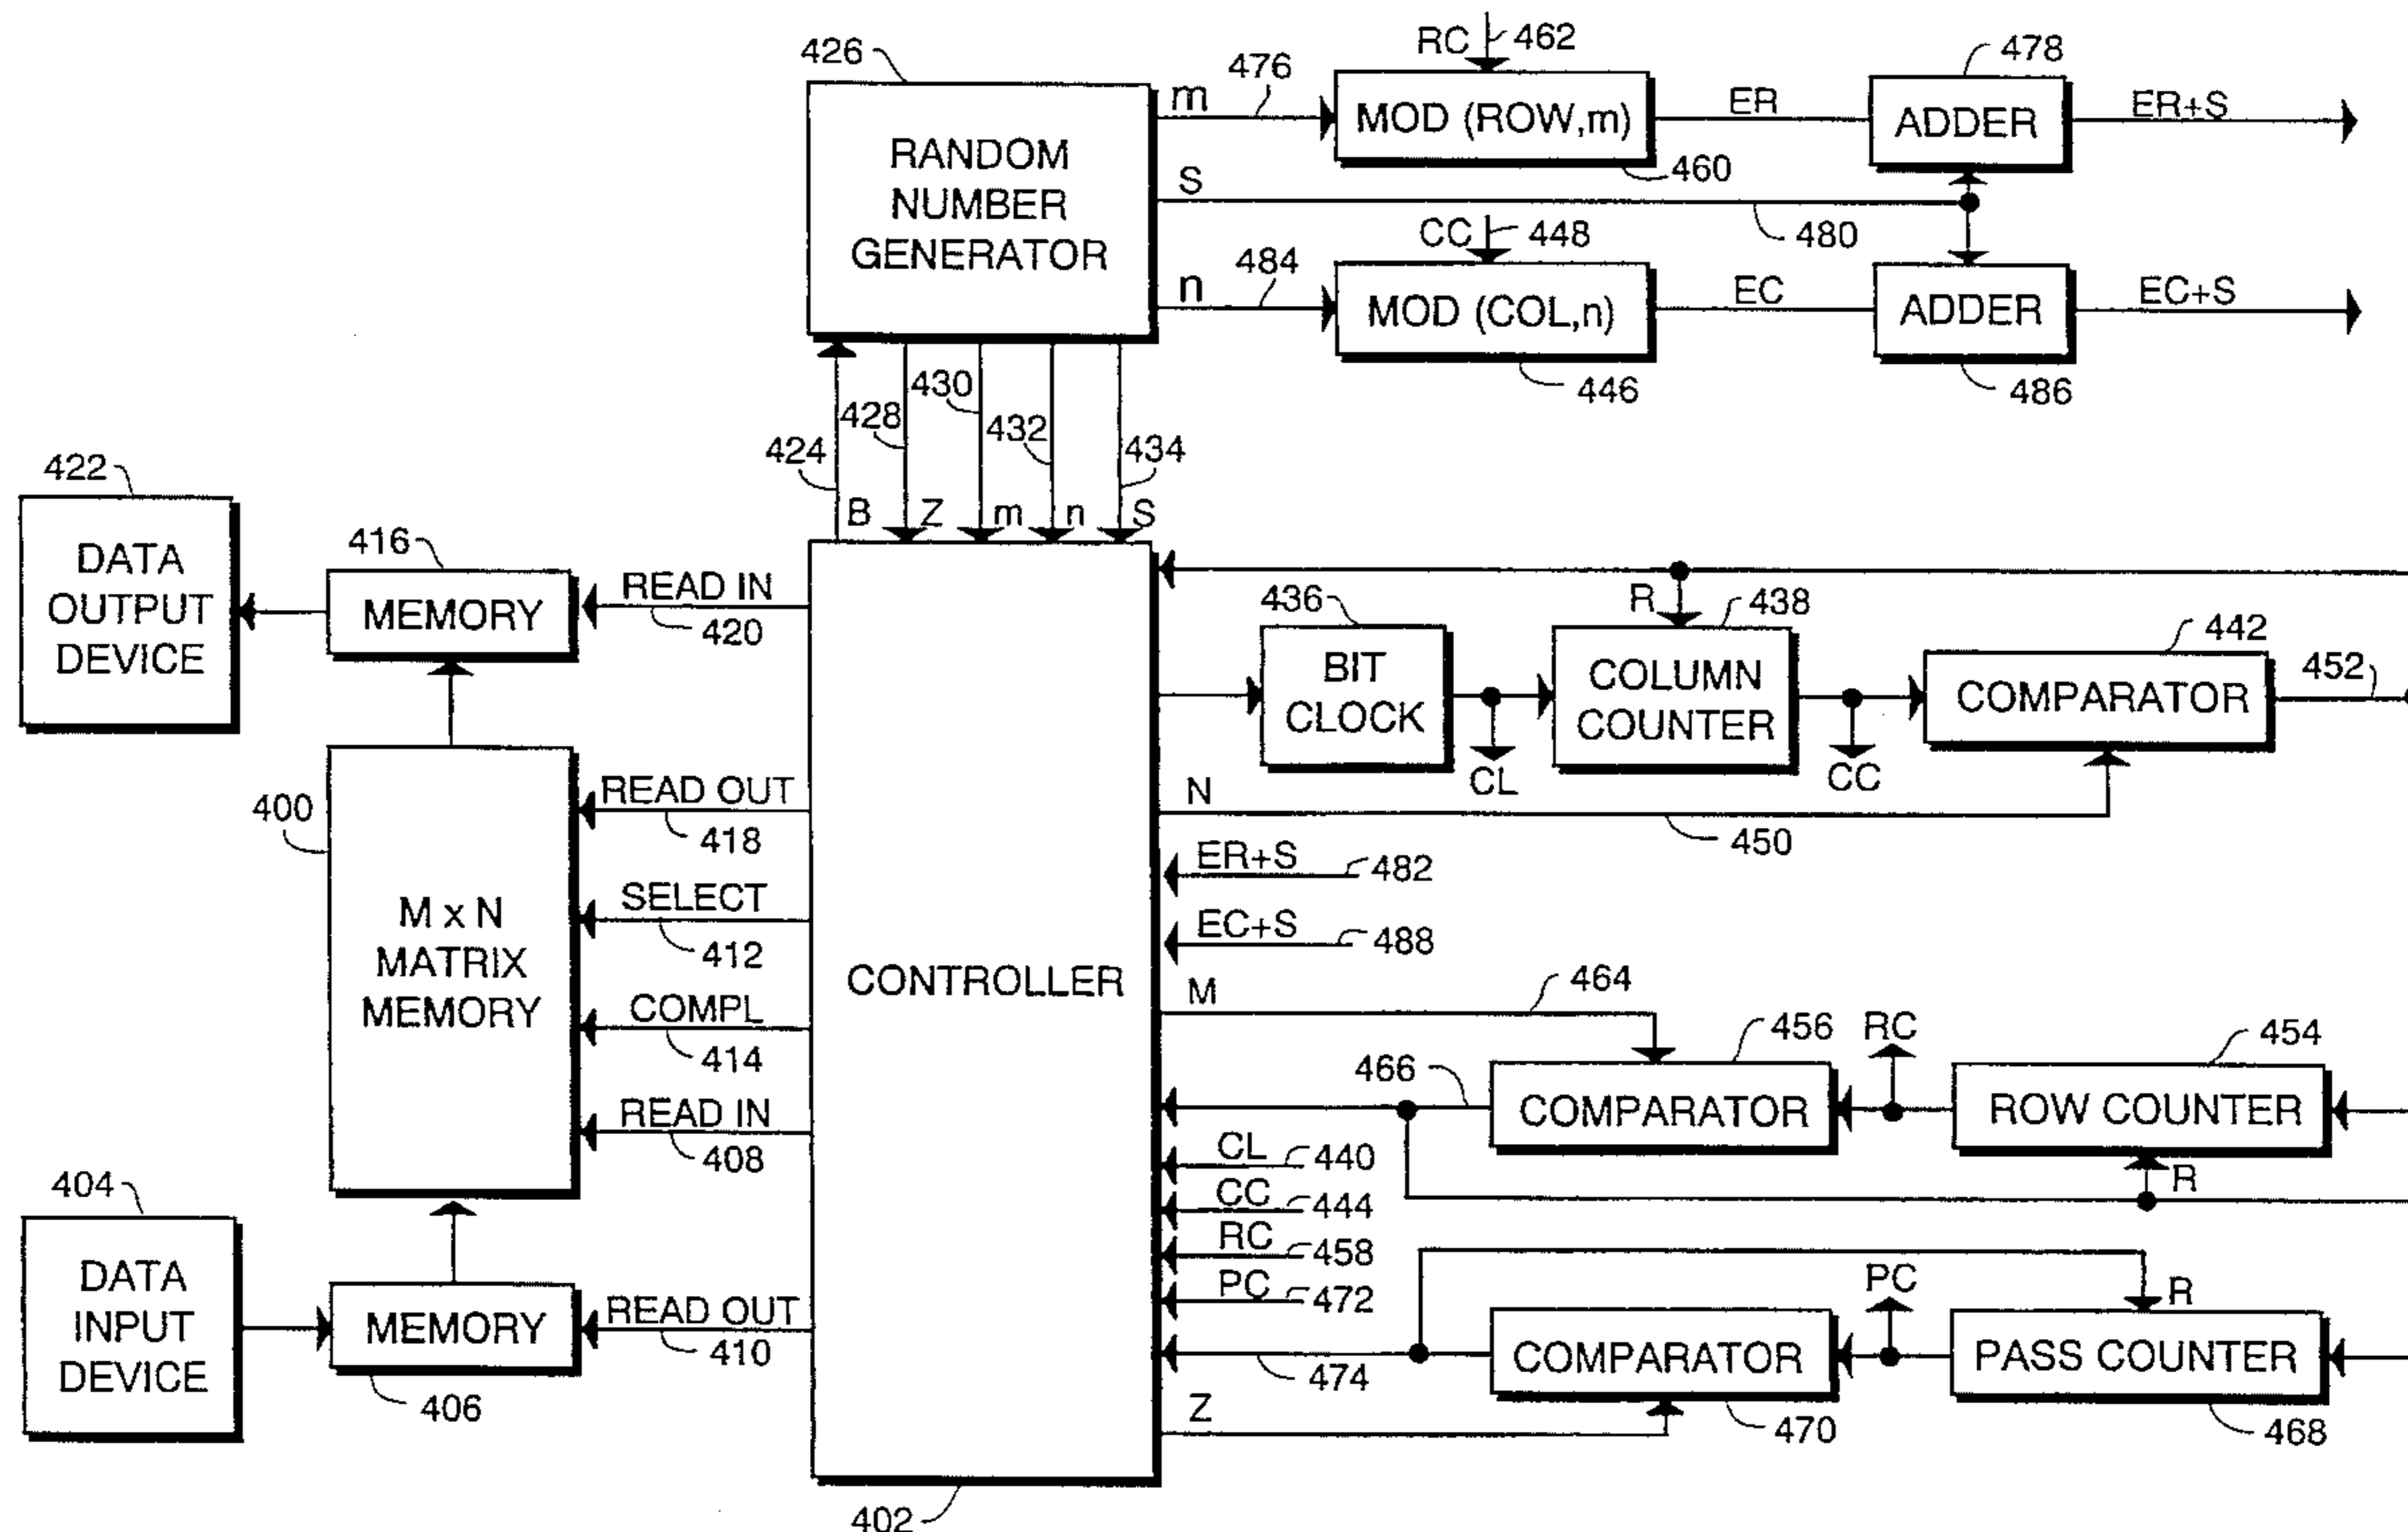 426
RANDOM
NUMBER
GENERATOR
m
476
RC
462
MOD (ROW,m)
460
ER
478
ADDER
ER+S
S
480
n
484
CC
448
MOD (COL,n)
446
EC
ADDER
486
EC+S
424
428
430
432
434
B
Z
m
n
S
422
DATA
OUTPUT
DEVICE
416
MEMORY
READ IN
420
400
M x N
MATRIX
MEMORY
READ OUT
418
SELECT
412
COMPL
414
READ IN
408
404
DATA
INPUT
DEVICE
MEMORY
406
READ OUT
410
CONTROLLER
402
436
BIT
CLOCK
CL
R
438
COLUMN
COUNTER
CC
442
COMPARATOR
452
N
450
ER+S
482
EC+S
488
M
464
466
456
COMPARATOR
RC
454
ROW COUNTER
R
CL
440
CC
444
RC
458
PC
472
474
COMPARATOR
470
PC
R
PASS COUNTER
468
Z